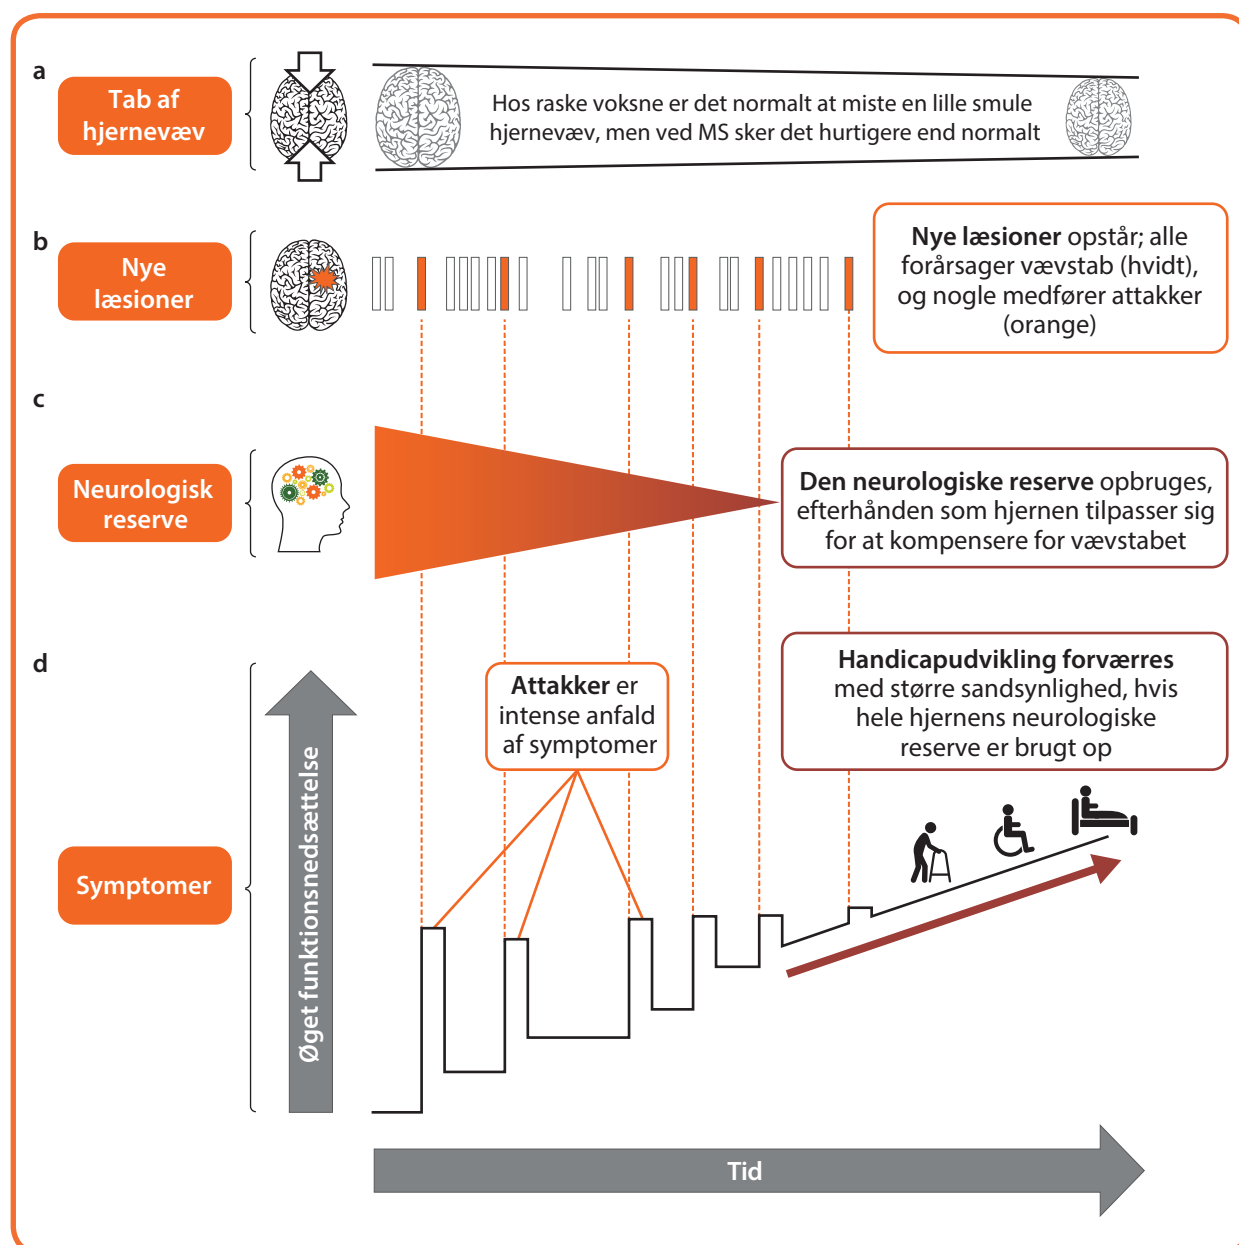 a
Tab af
hjernevæv
Hos raske voksne er det normalt at miste en lille smule
hjernevæv, men ved MS sker det hurtigere end normalt
b
Nye
læsioner
Nye læsioner opstår; alle
forårsager vævstab (hvidt),
og nogle medfører attakker
(orange)
c
Neurologisk
reserve
Den neurologiske reserve opbruges,
efterhånden som hjernen tilpasser sig
for at kompensere for vævstabet
d
Symptomer
Øget funktionsnedsættelse
Attakker er
intense anfald
af symptomer
Handicapudvikling forværres
med større sandsynlighed, hvis
hele hjernens neurologiske
reserve er brugt op
Tid